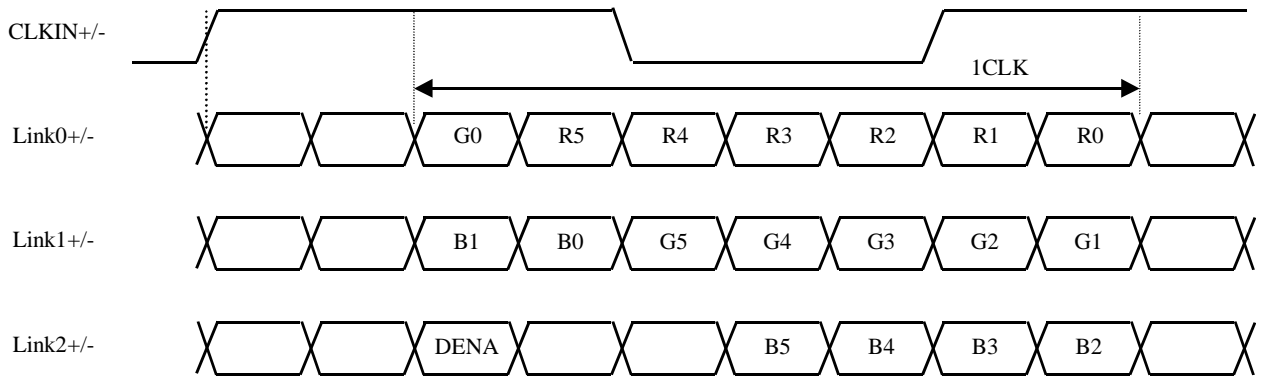 CLKIN+/-
1CLK
Link0+/- G0 R5 R4 R3 R2 R1 R0
Link1+/- B1 B0 G5 G4 G3 G2 G1
Link2+/- DENA B5 B4 B3 B2